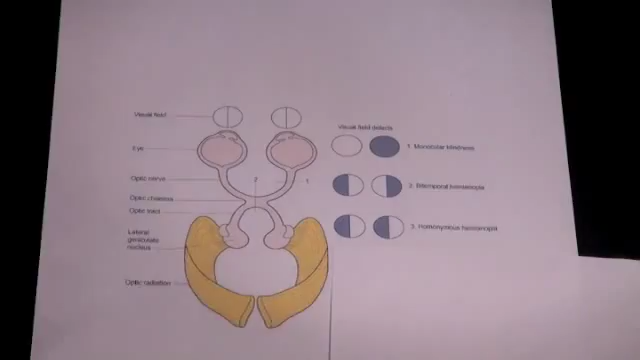 Visual field
Eye
Optic nerve
Optic chiasma
Optic tract
Lateral
geniculate
nucleus
Optic radiation
2
1
Visual field defects
1. Monocular blindness
2. Bitemporal hemianopia
3. Homonymous hemianopia